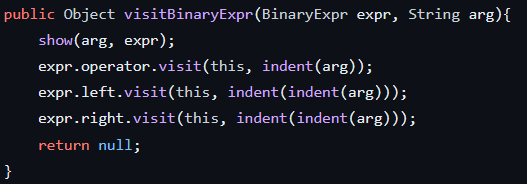 public Object visitBinaryExpr(BinaryExpr expr, String arg){
    show(arg, expr);
    expr.operator.visit(this, indent(arg));
    expr.left.visit(this, indent(indent(arg)));
    expr.right.visit(this, indent(indent(arg)));
    return null;
}